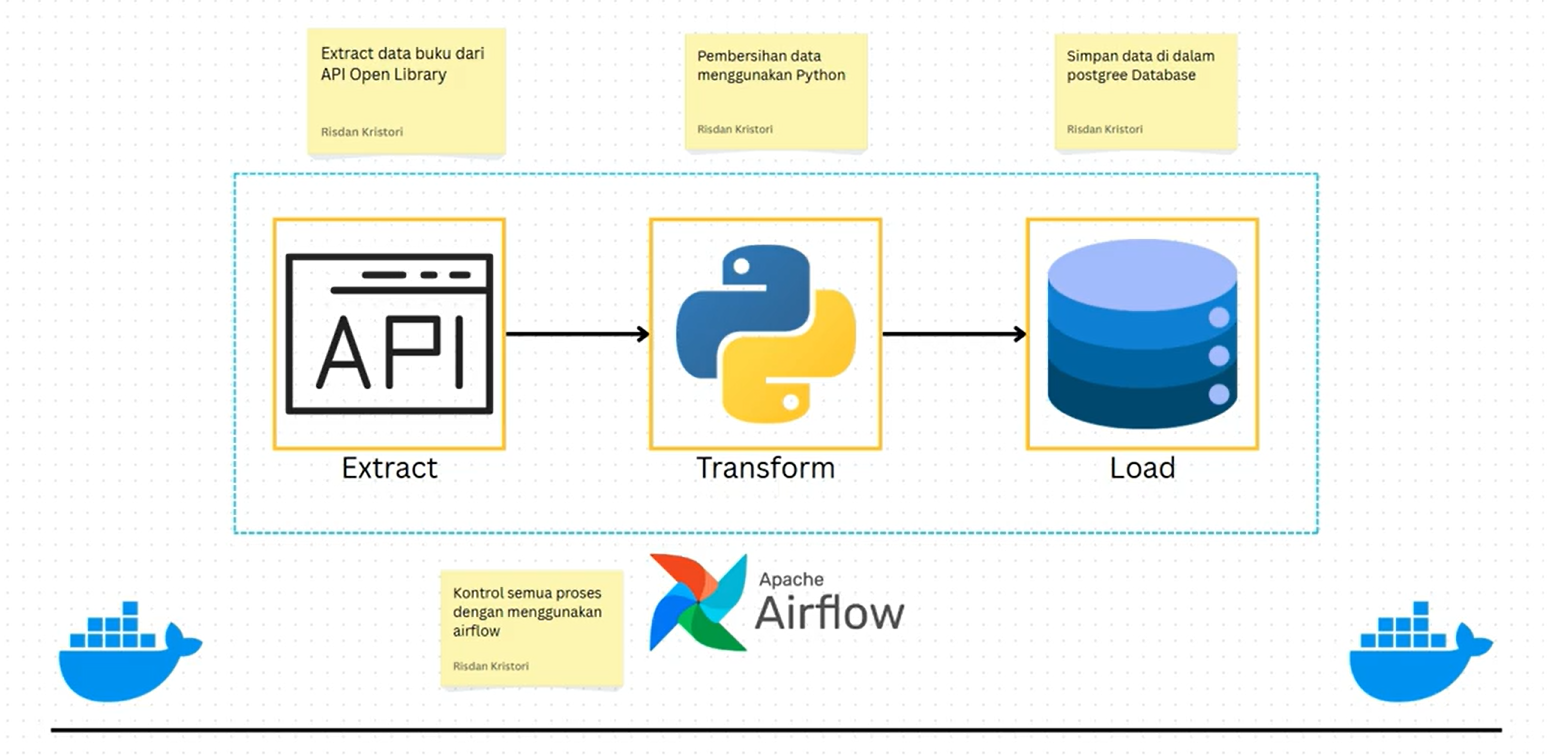 Extract data buku dari
API Open Library
Risdan Kristori
Pembersihan data
menggunakan Python
Risdan Kristori
Simpan data di dalam
postgree Database
Risdan Kristori
API
Extract
Transform
Load
Kontrol semua proses
dengan menggunakan
airflow
Risdan Kristori
Apache
Airflow